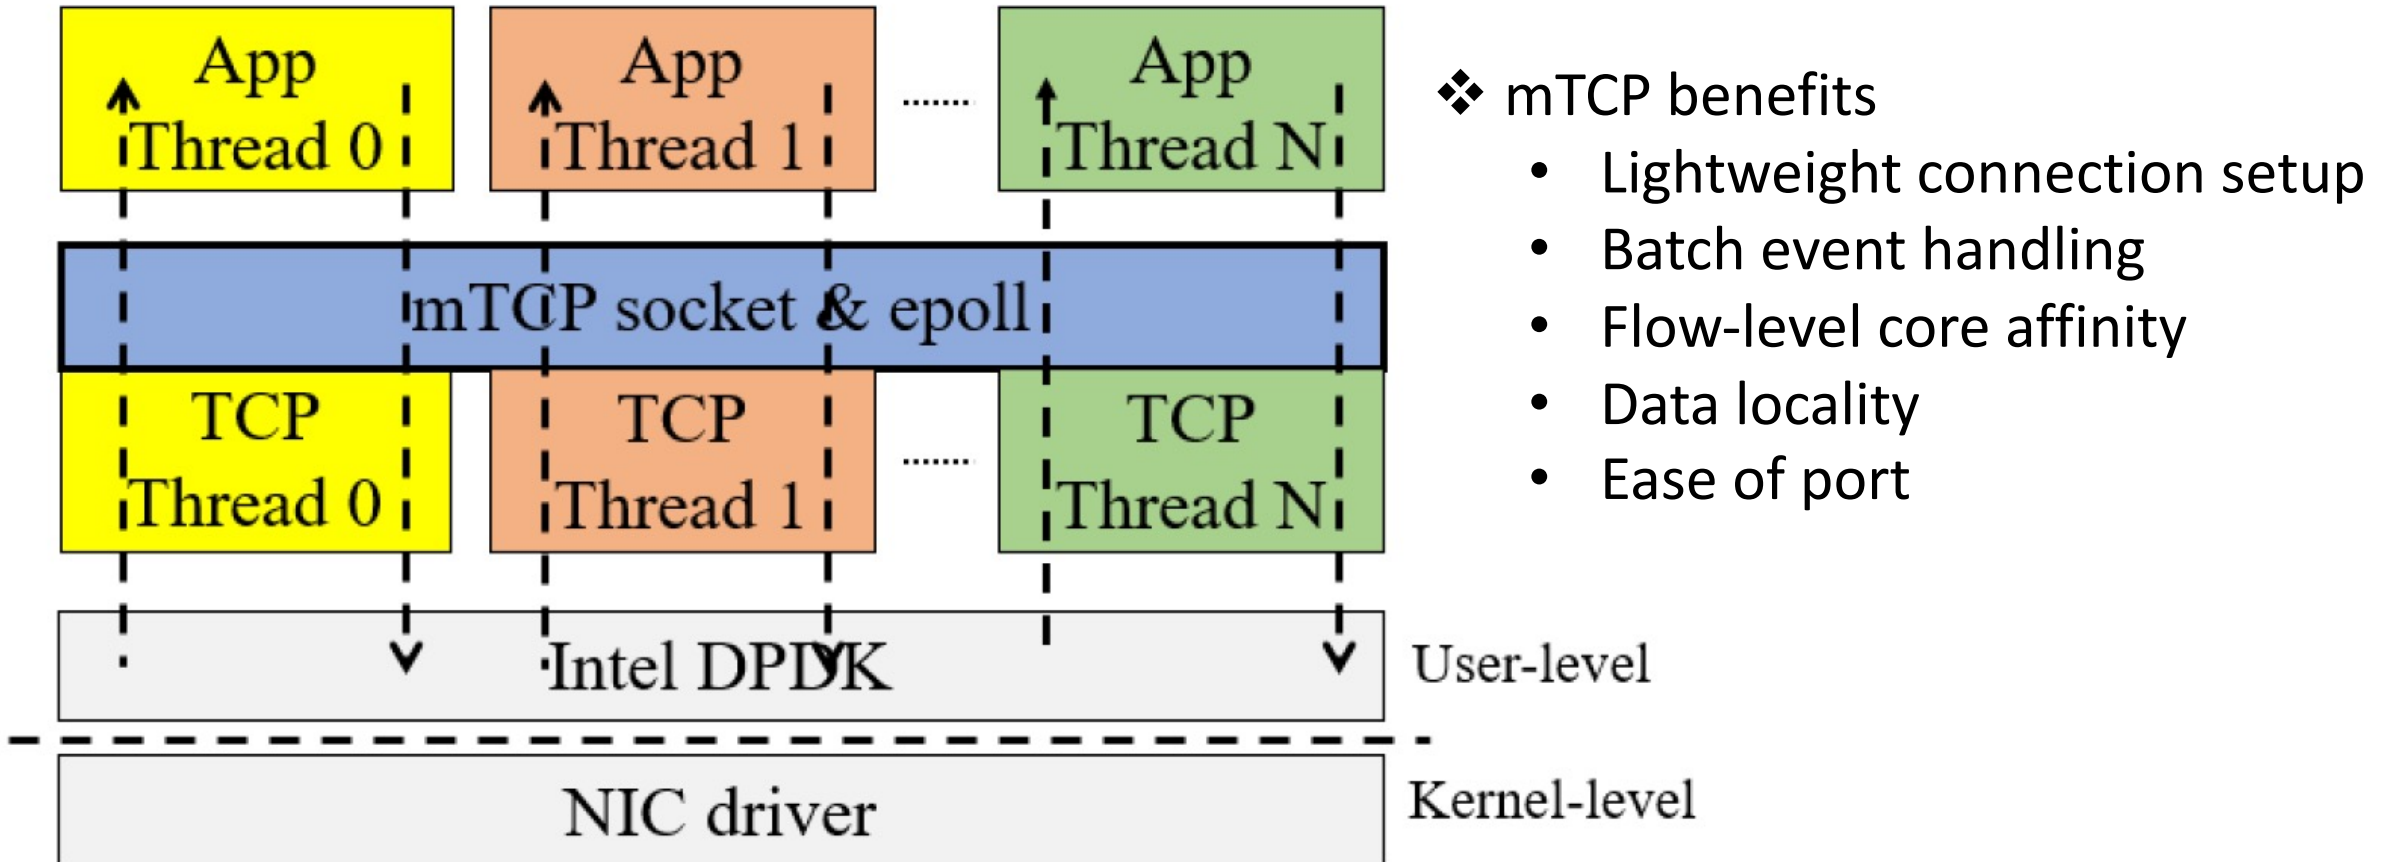 App
Thread 0
App
Thread 1
App
Thread N
mTCP socket & epoll
TCP
Thread 0
TCP
Thread 1
TCP
Thread N
Intel DPDK
User-level
NIC driver
Kernel-level
❖ mTCP benefits
• Lightweight connection setup
• Batch event handling
• Flow-level core affinity
• Data locality
• Ease of port